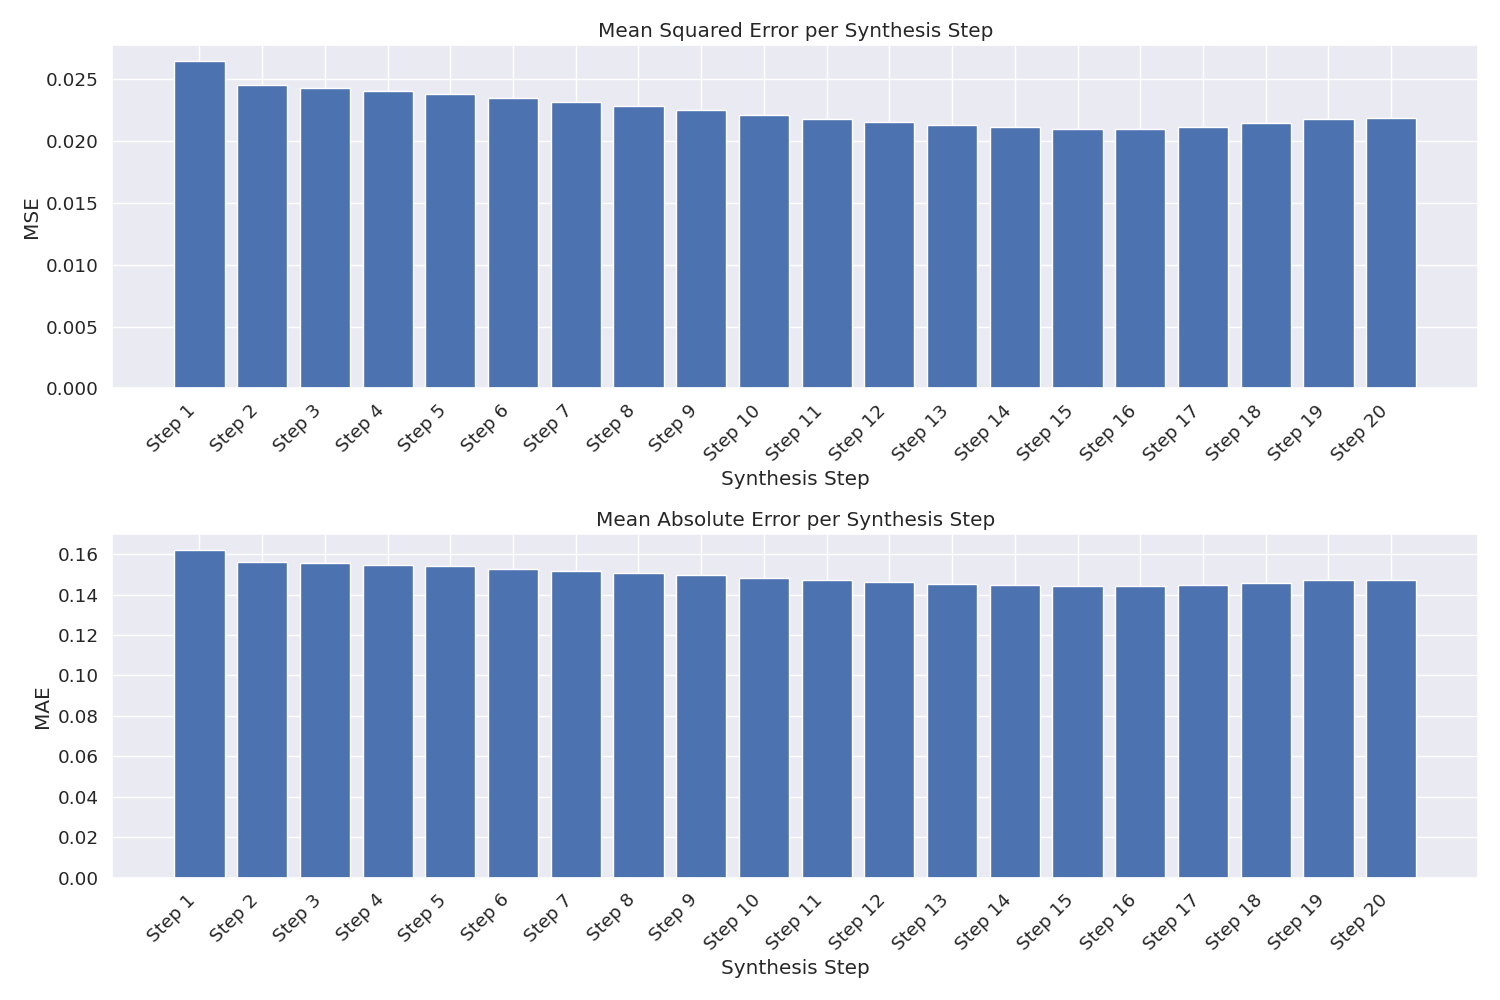 Mean Squared Error per Synthesis Step
0.025
0.020
0.015
0.010
0.005
0.000
MSE
Step 1
Step 2
Step 3
Step 4
Step 5
Step 6
Step 7
Step 8
Step 9
Step 10
Step 11
Step 12
Step 13
Step 14
Step 15
Step 16
Step 17
Step 18
Step 19
Step 20
Synthesis Step
Mean Absolute Error per Synthesis Step
0.16
0.14
0.12
0.10
0.08
0.06
0.04
0.02
0.00
MAE
Step 1
Step 2
Step 3
Step 4
Step 5
Step 6
Step 7
Step 8
Step 9
Step 10
Step 11
Step 12
Step 13
Step 14
Step 15
Step 16
Step 17
Step 18
Step 19
Step 20
Synthesis Step